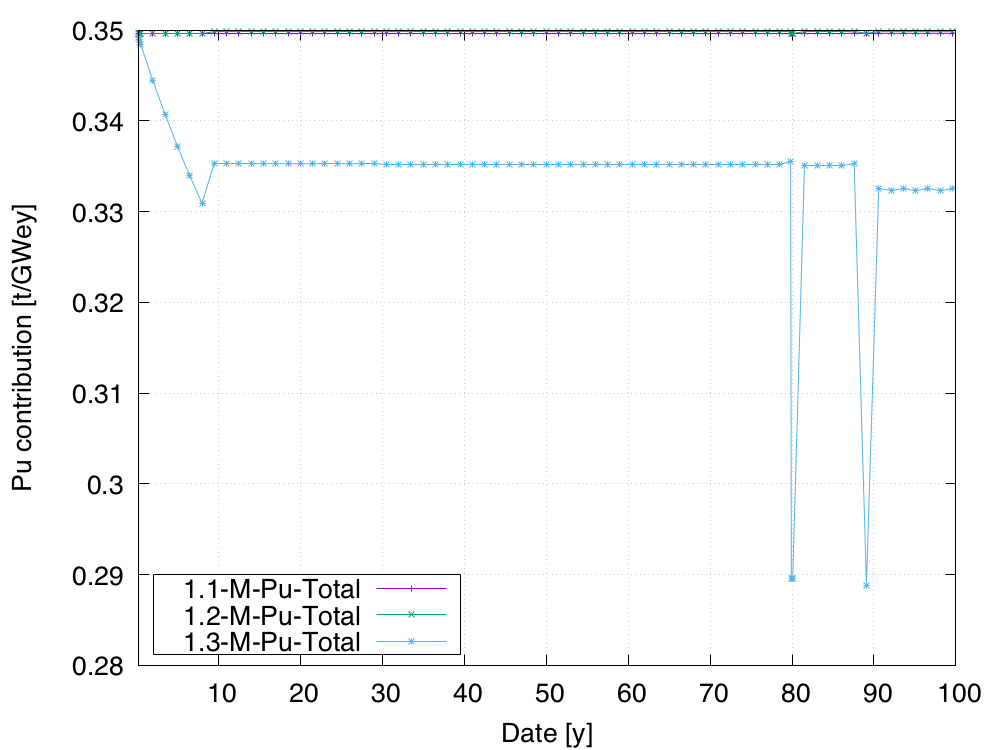 0.35
0.34
0.33
0.32
0.31
0.3
0.29
0.28
Pu contribution [t/GWey]
1.1-M-Pu-Total
1.2-M-Pu-Total
1.3-M-Pu-Total
10 20 30 40 50 60 70 80 90 100
Date [y]